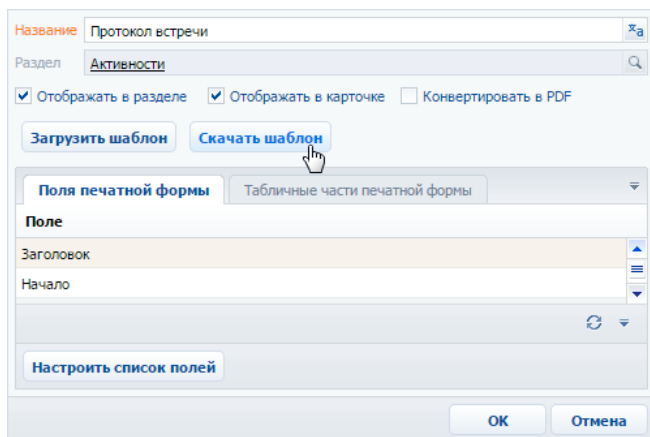 Название Протокол встречи
Раздел Активности
Отображать в разделе Отображать в карточке Конвертировать в PDF
Загрузить шаблон Скачать шаблон
Поля печатной формы Табличные части печатной формы
Поле
Заголовок
Начало
Настроить список полей
ОК Отмена